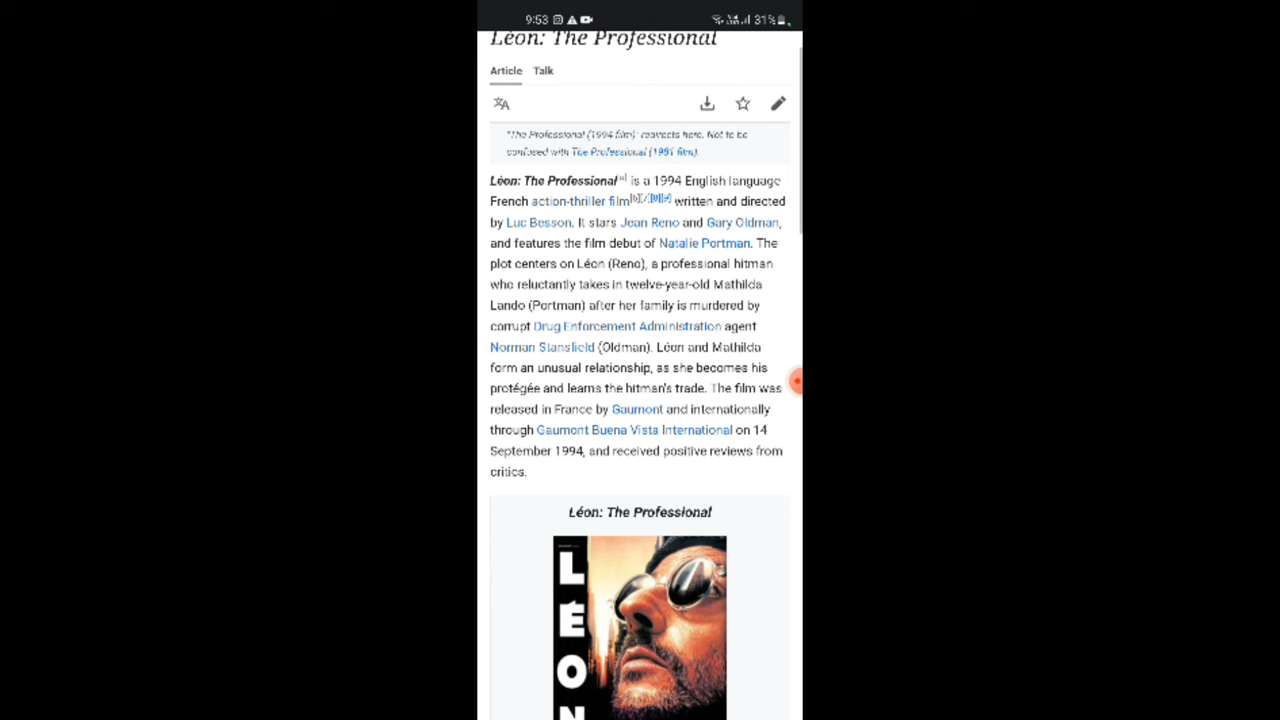 9:53 31%
Léon: The Professional
Article Talk
"The Professional (1994 film)" redirects here. Not to be
confused with The Professional (1981 film).
Léon: The Professional[a] is a 1994 English language
French action-thriller film written and directed
by Luc Besson. It stars Jean Reno and Gary Oldman,
and features the film debut of Natalie Portman. The
plot centers on Léon (Reno), a professional hitman
who reluctantly takes in twelve-year-old Mathilda
Lando (Portman) after her family is murdered by
corrupt Drug Enforcement Administration agent
Norman Stansfield (Oldman). Léon and Mathilda
form an unusual relationship, as she becomes his
protégée and learns the hitman's trade. The film was
released in France by Gaumont and internationally
through Gaumont Buena Vista International on 14
September 1994, and received positive reviews from
critics.
Léon: The Professional
LÉON